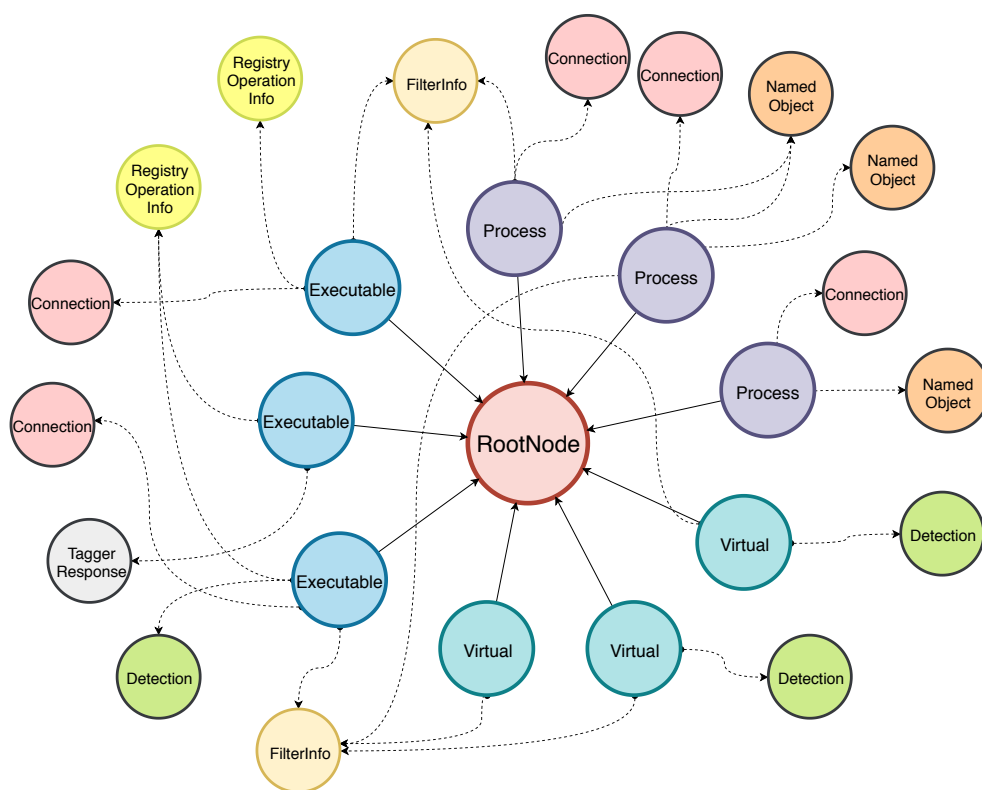 Registry
Operation
Info
FilterInfo
Connection
Connection
Named
Object
Named
Object
Registry
Operation
Info
Process
Process
Connection
Executable
Connection
Process
Named
Object
Executable
Connection
RootNode
Virtual
Detection
Tagger
Response
Executable
Virtual
Virtual
Detection
Detection
FilterInfo